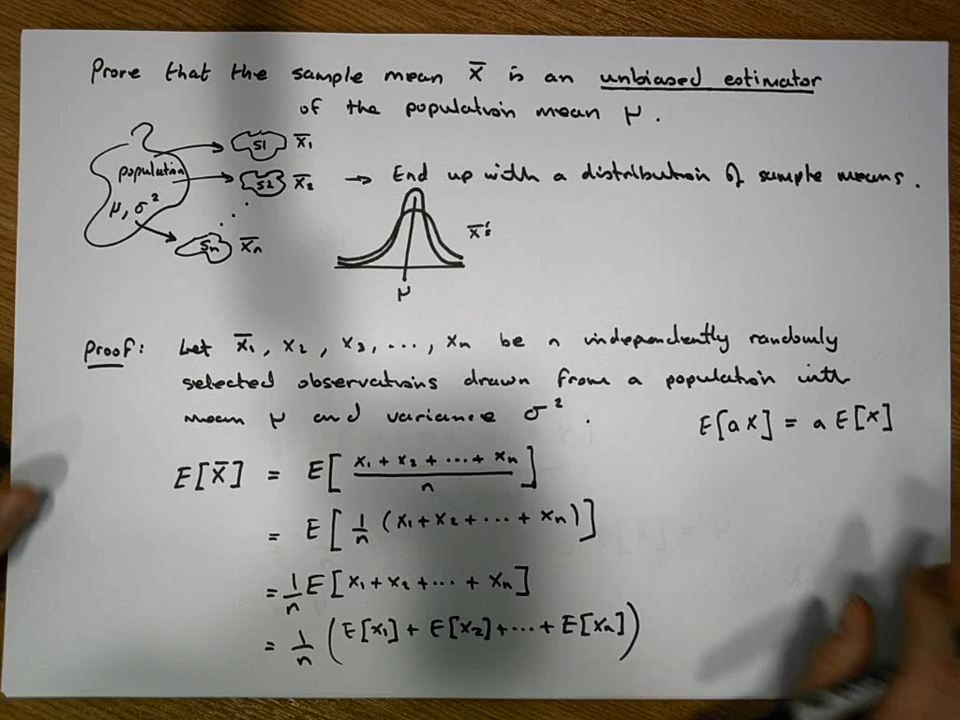 Prove that the sample mean X̅ is an unbiased estimator
of the population mean μ.
S1 X̅₁
population
S2 X̅₂ → End up with a distribution of sample means.
μ, σ²
X̅'s
Sn X̅n
μ
Proof: Let X̅₁, X₂, X₃, ..., Xn be n independently randomly
selected observations drawn from a population with
mean μ and variance σ².
E[aX] = a E[X]
E[X̅] = E[(X₁ + X₂ + ... + Xn)/n]
= E[1/n (X₁ + X₂ + ... + Xn)]
= 1/n E[X₁ + X₂ + ... + Xn]
= 1/n (E[X₁] + E[X₂] + ... + E[Xn])